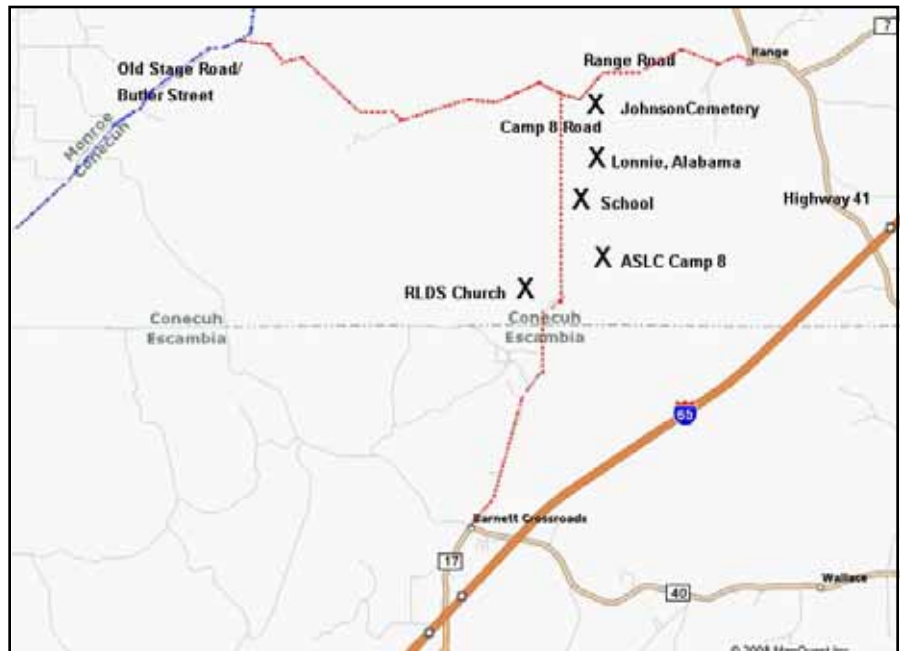 7
Range
Range Road
Old Stage Road/
Butler Street
JohnsonCemetery
Camp 8 Road
Monroe
Conecuh
Lonnie, Alabama
School
Highway 41
ASLC Camp 8
RLDS Church
Conecuh
Escambia
Conecuh
Escambia
65
Barnett Crossroads
17
Wallace
40
© 2008 MapQuest Inc